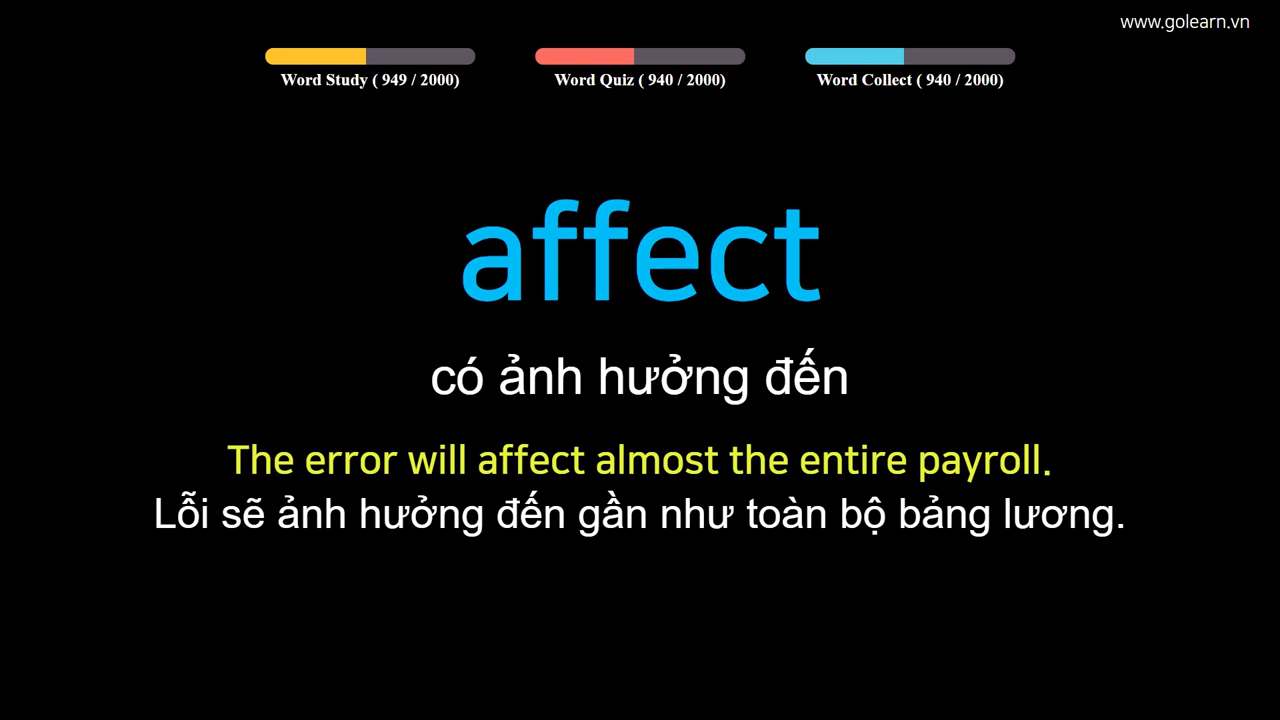 www.golearn.vn
Word Study ( 949 / 2000)
Word Quiz ( 940 / 2000)
Word Collect ( 940 / 2000)
affect
có ảnh hưởng đến
The error will affect almost the entire payroll.
Lỗi sẽ ảnh hưởng đến gần như toàn bộ bảng lương.